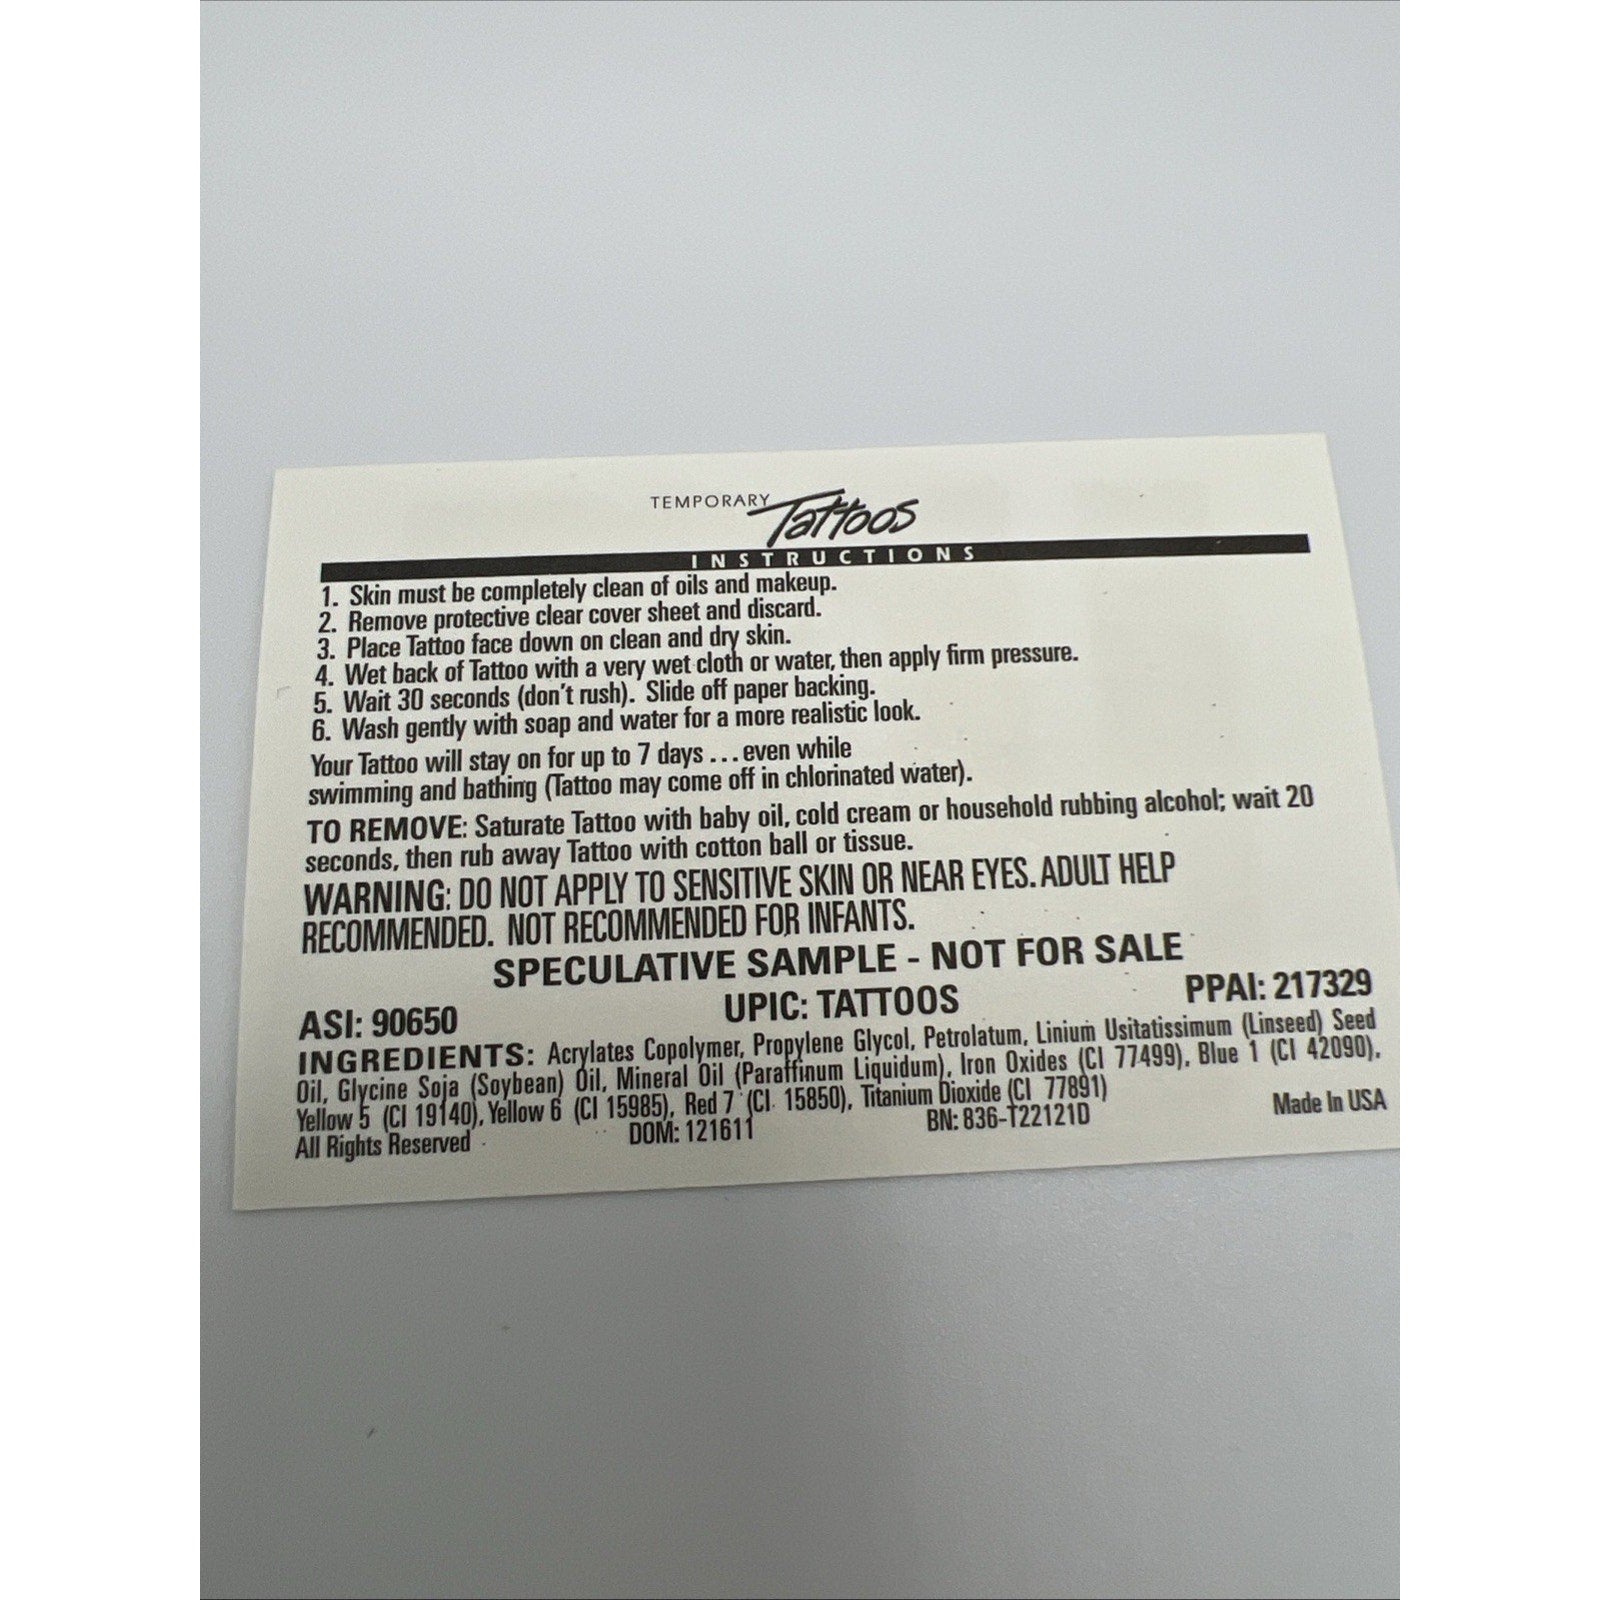 TEMPORARY Tattoos
INSTRUCTIONS
1. Skin must be completely clean of oils and makeup.
2. Remove protective clear cover sheet and discard.
3. Place Tattoo face down on clean and dry skin.
4. Wet back of Tattoo with a very wet cloth or water, then apply firm pressure.
5. Wait 30 seconds (don't rush). Slide off paper backing.
6. Wash gently with soap and water for a more realistic look.
Your Tattoo will stay on for up to 7 days ...even while
swimming and bathing (Tattoo may come off in chlorinated water).
TO REMOVE: Saturate Tattoo with baby oil, cold cream or household rubbing alcohol; wait 20
seconds, then rub away Tattoo with cotton ball or tissue.
WARNING: DO NOT APPLY TO SENSITIVE SKIN OR NEAR EYES. ADULT HELP
RECOMMENDED. NOT RECOMMENDED FOR INFANTS.
SPECULATIVE SAMPLE - NOT FOR SALE
ASI: 90650 UPIC: TATTOOS PPAI: 217329
INGREDIENTS: Acrylates Copolymer, Propylene Glycol, Petrolatum, Linium Usitatissimum (Linseed) Seed
Oil, Glycine Soja (Soybean) Oil, Mineral Oil (Paraffinum Liquidum), Iron Oxides (CI 77499), Blue 1 (CI 42090),
Yellow 5 (CI 19140), Yellow 6 (CI 15985), Red 7 (CI 15850), Titanium Dioxide (CI 77891)
All Rights Reserved DOM: 121611 BN: 836-T22121D Made In USA